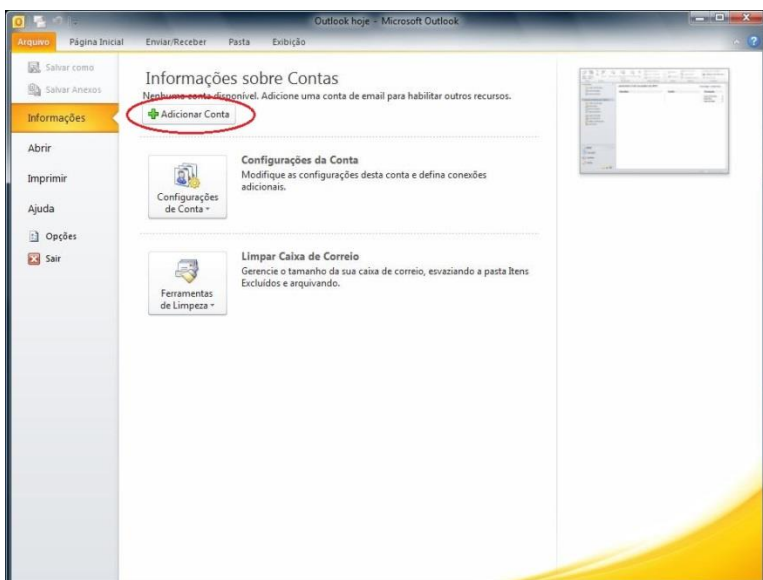 Outlook hoje - Microsoft Outlook
Arquivo Página Inicial Enviar/Receber Pasta Exibição
Salvar como
Salvar Anexos
Informações
Abrir
Imprimir
Ajuda
Opções
Sair
Informações sobre Contas
Nenhuma conta disponível. Adicione uma conta de email para habilitar outros recursos.
Adicionar Conta
Configurações de Conta
Configurações da Conta
Modifique as configurações desta conta e defina conexões
adicionais.
Ferramentas
de Limpeza
Limpar Caixa de Correio
Gerencie o tamanho da sua caixa de correio, esvaziando a pasta Itens
Excluídos e arquivando.